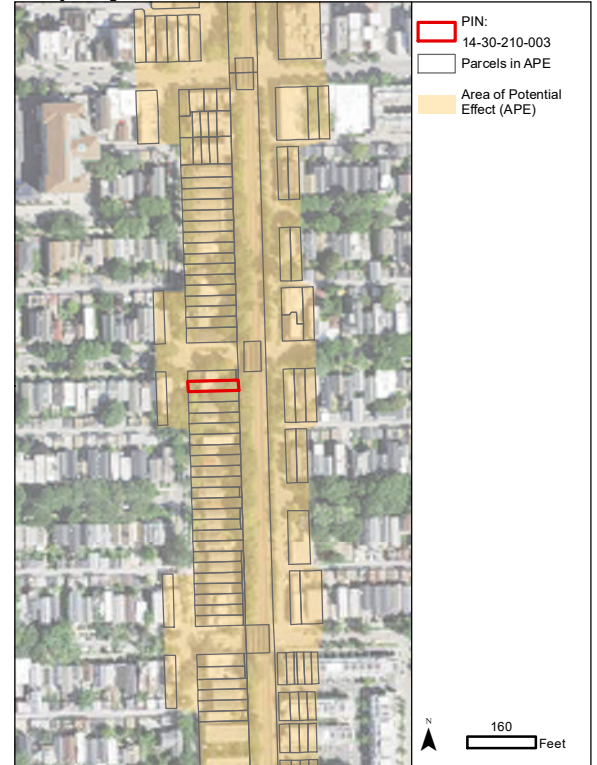 PIN:
14-30-210-003
Parcels in APE
Area of Potential
Effect (APE)
N
160
Feet